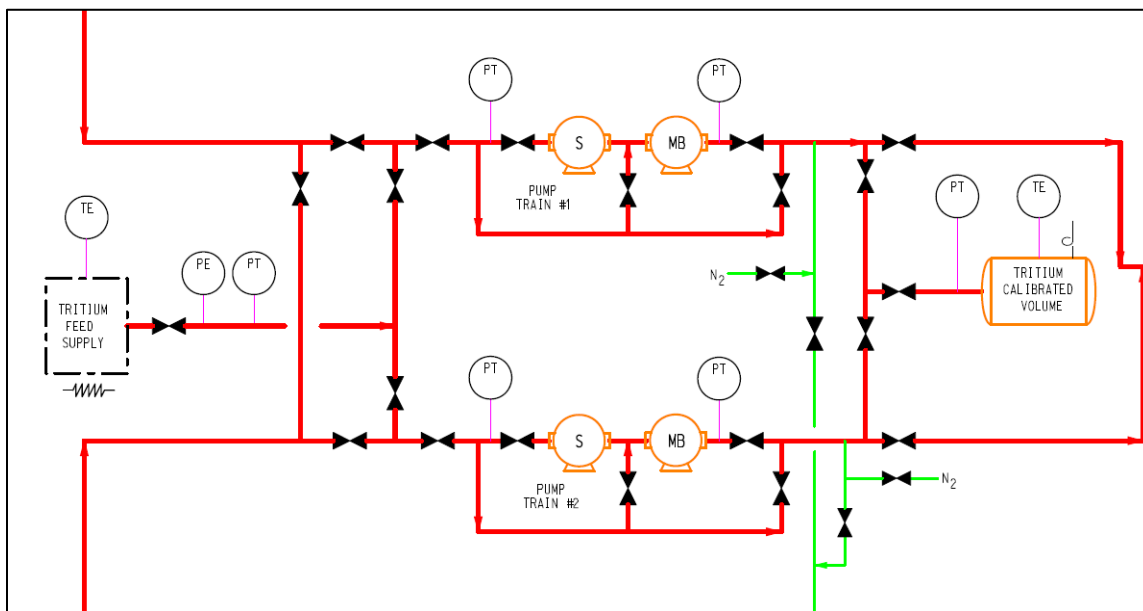 PT
PT
S
MB
PUMP
TRAIN #1
TE
PE
PT
TRITIUM
FEED
SUPPLY
N2
PT
TE
TRITIUM
CALIBRATED
VOLUME
PT
PT
S
MB
PUMP
TRAIN #2
N2